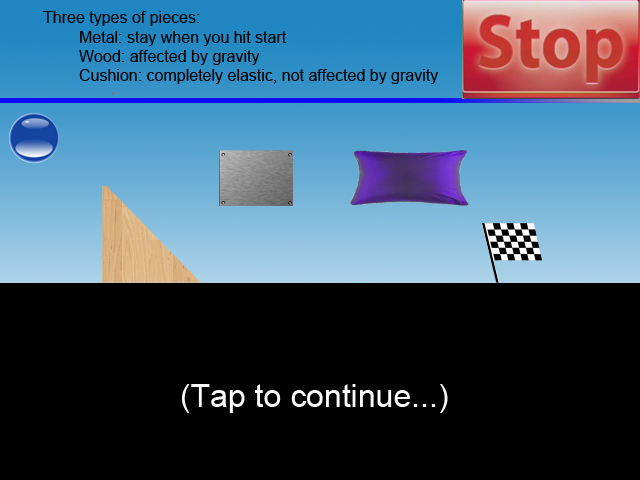 Three types of pieces:
Metal: stay when you hit start
Wood: affected by gravity
Cushion: completely elastic, not affected by gravity
Stop
(Tap to continue...)